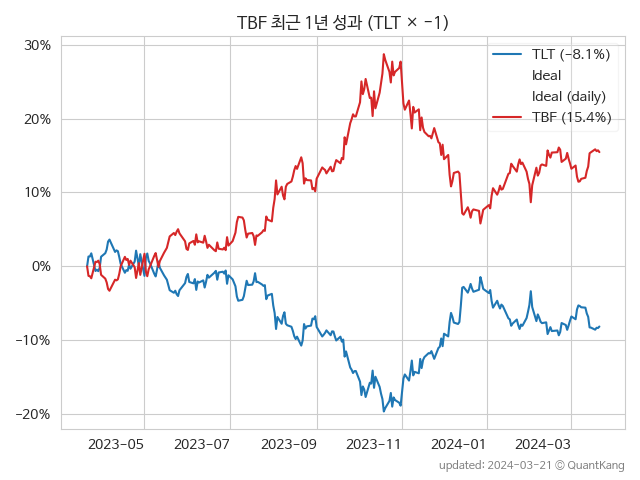 TBF 최근 1년 성과 (TLT × −1)
30%
20%
10%
0%
−10%
−20%
TLT (−8.1%)
Ideal
Ideal (daily)
TBF (15.4%)
2023-05
2023-07
2023-09
2023-11
2024-01
2024-03
updated: 2024-03-21 © QuantKang